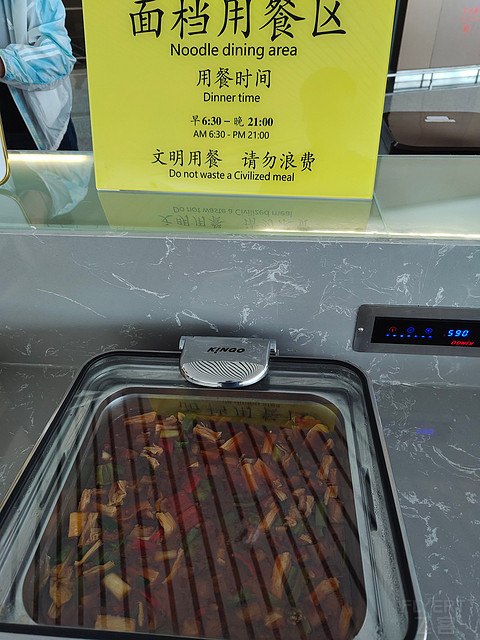 面档用餐区
Noodle dining area
用餐时间
Dinner time
早6:30－晚 21:00
AM 6:30 - PM 21:00
文明用餐 请勿浪费
Do not waste a Civilized meal
KINGO
590